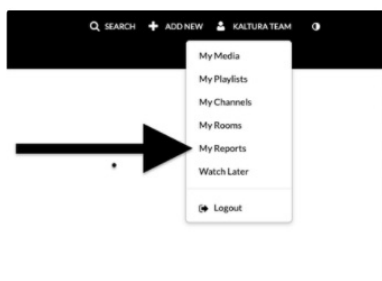 SEARCH ADD NEW KALTURA TEAM
My Media
My Playlists
My Channels
My Rooms
My Reports
Watch Later
Logout